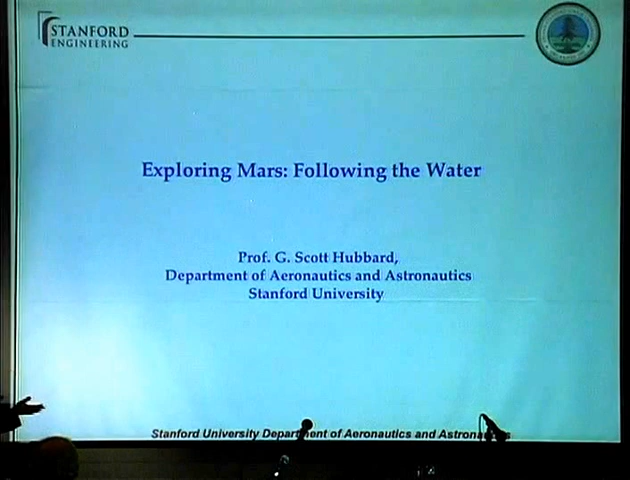 STANFORD
ENGINEERING
Exploring Mars: Following the Water
Prof. G. Scott Hubbard,
Department of Aeronautics and Astronautics
Stanford University
Stanford University Department of Aeronautics and Astronautics